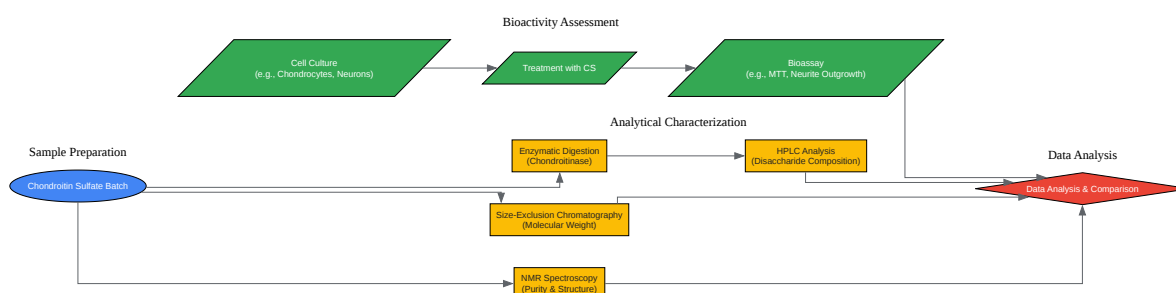 Bioactivity Assessment
Cell Culture
(e.g., Chondrocytes, Neurons)
Treatment with CS
Bioassay
(e.g., MTT, Neurite Outgrowth)
Analytical Characterization
Sample Preparation
Enzymatic Digestion
(Chondroitinase)
HPLC Analysis
(Disaccharide Composition)
Data Analysis
Chondroitin Sulfate Batch
Data Analysis & Comparison
Size-Exclusion Chromatography
(Molecular Weight)
NMR Spectroscopy
(Purity & Structure)